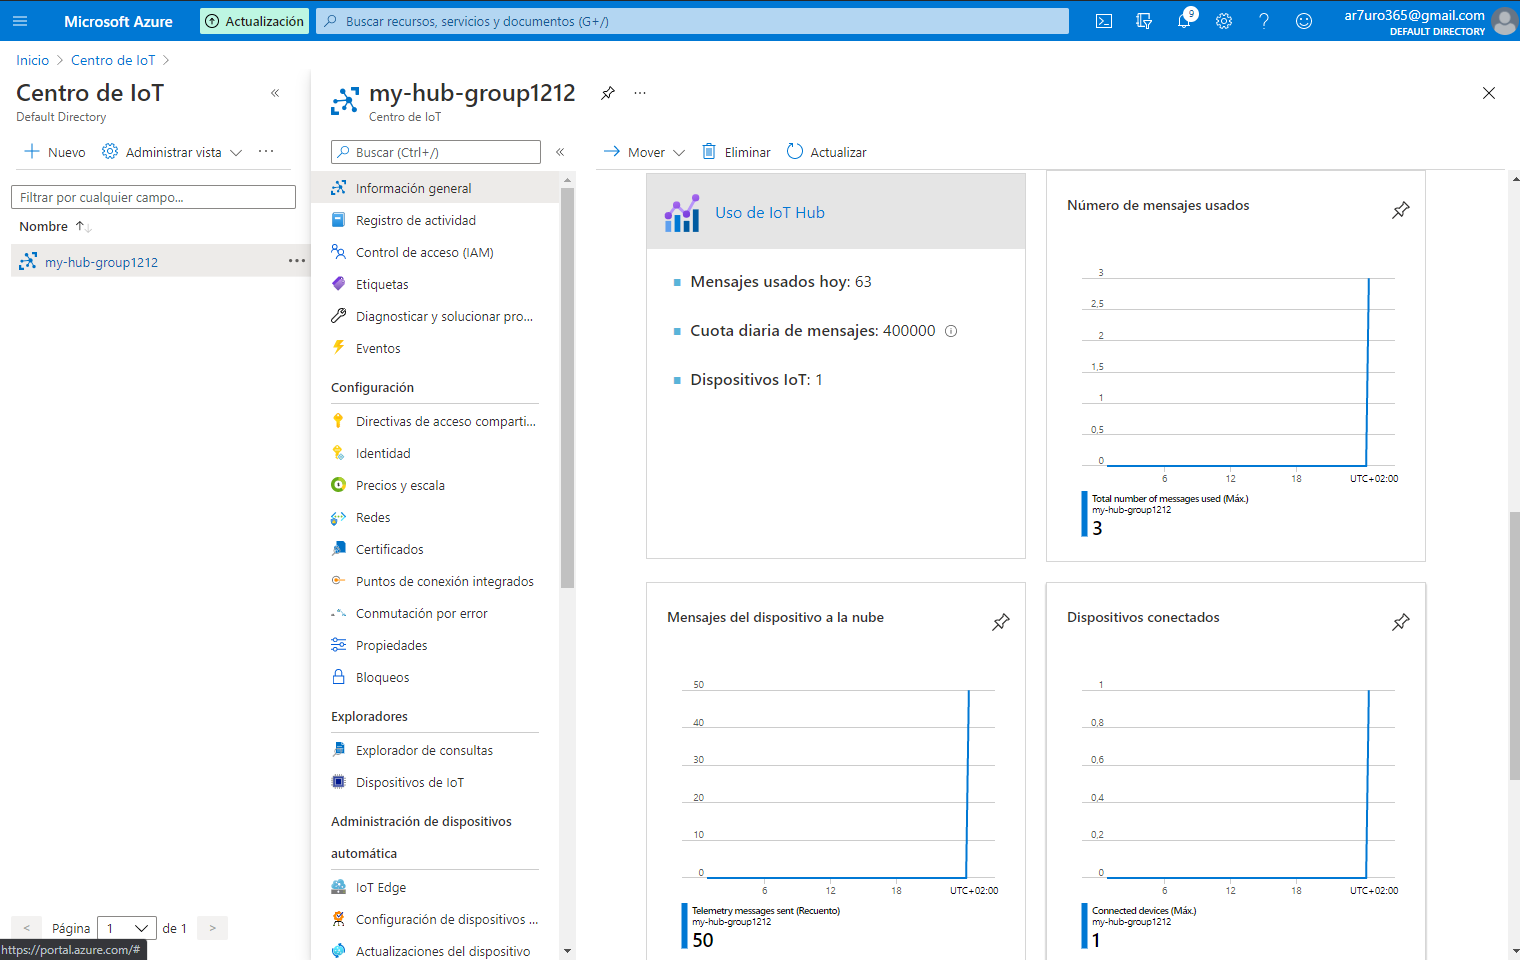 Microsoft Azure
Actualización
Buscar recursos, servicios y documentos (G+/)
9
ar7uro365@gmail.com
DEFAULT DIRECTORY
Inicio > Centro de IoT >
Centro de IoT
Default Directory
Nuevo
Administrar vista
Filtrar por cualquier campo...
Nombre
my-hub-group1212
Página 1 de 1
https://portal.azure.com/#
my-hub-group1212
Centro de IoT
Buscar (Ctrl+/)
Información general
Registro de actividad
Control de acceso (IAM)
Etiquetas
Diagnosticar y solucionar pro...
Eventos
Configuración
Directivas de acceso comparti...
Identidad
Precios y escala
Redes
Certificados
Puntos de conexión integrados
Conmutación por error
Propiedades
Bloqueos
Exploradores
Explorador de consultas
Dispositivos de IoT
Administración de dispositivos
automática
IoT Edge
Configuración de dispositivos ...
Actualizaciones del dispositivo
Mover
Eliminar
Actualizar
Uso de IoT Hub
Mensajes usados hoy: 63
Cuota diaria de mensajes: 400000
Dispositivos IoT: 1
Número de mensajes usados
3
2,5
2
1,5
1
0,5
0
6 12 18 UTC+02:00
Total number of messages used (Máx.)
my-hub-group1212
3
Mensajes del dispositivo a la nube
50
40
30
20
10
0
6 12 18 UTC+02:00
Telemetry messages sent (Recuento)
my-hub-group1212
50
Dispositivos conectados
1
0,8
0,6
0,4
0,2
0
6 12 18 UTC+02:00
Connected devices (Máx.)
my-hub-group1212
1